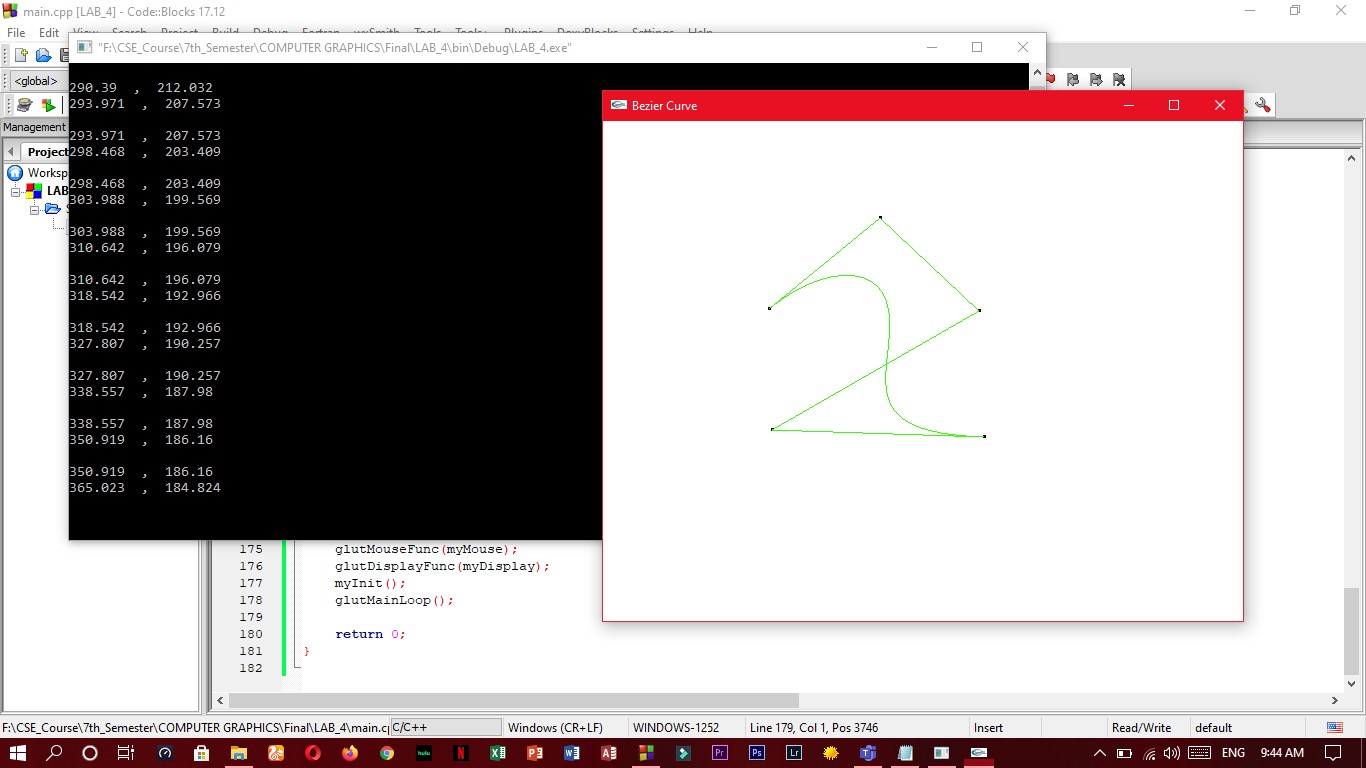 main.cpp [LAB_4] - Code::Blocks 17.12
File Edit View Search Project Build Debug Fortran wxSmith Tools Tools+ Plugins DoxyBlocks Settings Help
"F:\CSE_Course\7th_Semester\COMPUTER GRAPHICS\Final\LAB_4\bin\Debug\LAB_4.exe"
<global>
Management
Project
Worksp
LAB
290.39 , 212.032
293.971 , 207.573
293.971 , 207.573
298.468 , 203.409
298.468 , 203.409
303.988 , 199.569
303.988 , 199.569
310.642 , 196.079
310.642 , 196.079
318.542 , 192.966
318.542 , 192.966
327.807 , 190.257
327.807 , 190.257
338.557 , 187.98
338.557 , 187.98
350.919 , 186.16
350.919 , 186.16
365.023 , 184.824
Bezier Curve
175 glutMouseFunc(myMouse);
176 glutDisplayFunc(myDisplay);
177 myInit();
178 glutMainLoop();
179
180 return 0;
181 }
182
F:\CSE_Course\7th_Semester\COMPUTER GRAPHICS\Final\LAB_4\main.cp C/C++ Windows (CR+LF) WINDOWS-1252 Line 179, Col 1, Pos 3746 Insert Read/Write default
hulu N X P W A Pr Ps Lr T ENG 9:44 AM